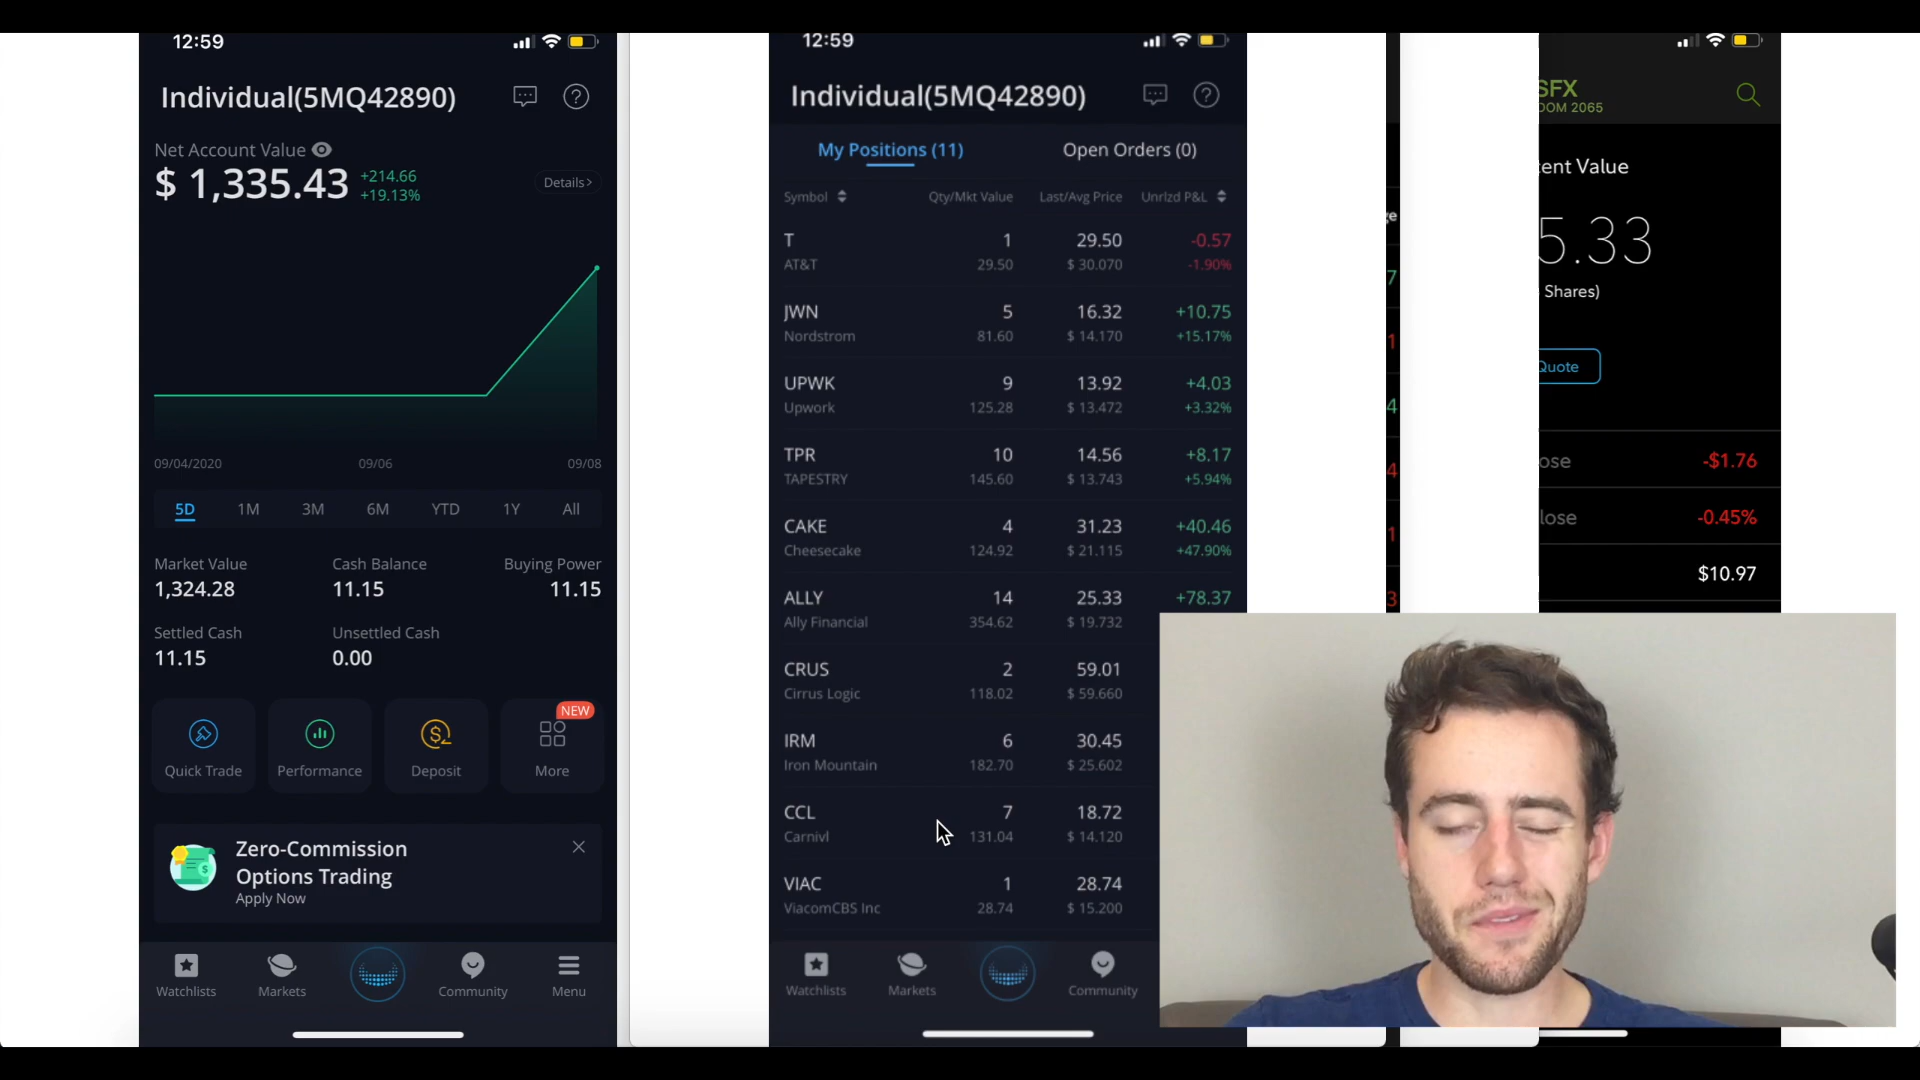 12:59
Individual(5MQ42890)
Net Account Value
$ 1,335.43 +214.66
+19.13%
Details>
09/04/2020 09/06 09/08
5D 1M 3M 6M YTD 1Y All
Market Value Cash Balance Buying Power
1,324.28 11.15 11.15
Settled Cash Unsettled Cash
11.15 0.00
NEW
Quick Trade Performance Deposit More
Zero-Commission
Options Trading
Apply Now
Watchlists Markets Community Menu
12:59
Individual(5MQ42890)
My Positions (11) Open Orders (0)
Symbol Qty/Mkt Value Last/Avg Price Unrlzd P&L
T 1 29.50 -0.57
AT&T 29.50 $ 30.070 -1.90%
JWN 5 16.32 +10.75
Nordstrom 81.60 $ 14.170 +15.17%
UPWK 9 13.92 +4.03
Upwork 125.28 $ 13.472 +3.32%
TPR 10 14.56 +8.17
TAPESTRY 145.60 $ 13.743 +5.94%
CAKE 4 31.23 +40.46
Cheesecake 124.92 $ 21.115 +47.90%
ALLY 14 25.33 +78.37
Ally Financial 354.62 $ 19.732
CRUS 2 59.01
Cirrus Logic 118.02 $ 59.660
IRM 6 30.45
Iron Mountain 182.70 $ 25.602
CCL 7 18.72
Carnivl 131.04 $ 14.120
VIAC 1 28.74
ViacomCBS Inc 28.74 $ 15.200
Watchlists Markets Community
ge
7
1
4
4
1
3
SFX
DOM 2065
ent Value
5.33
Shares)
Quote
ose -$1.76
lose -0.45%
$10.97